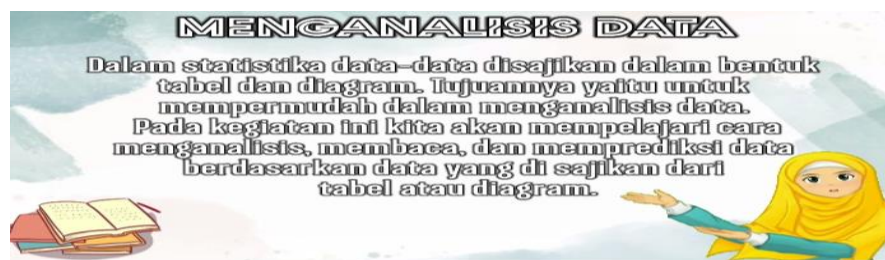 MENGANALISIS DATA
Dalam statistika data-data disajikan dalam bentuk
tabel dan diagram. Tujuannya yaitu untuk
mempermudah dalam menganalisis data.
Pada kegiatan ini kita akan mempelajari cara
menganalisis, membaca, dan memprediksi data
berdasarkan data yang di sajikan dari
tabel atau diagram.